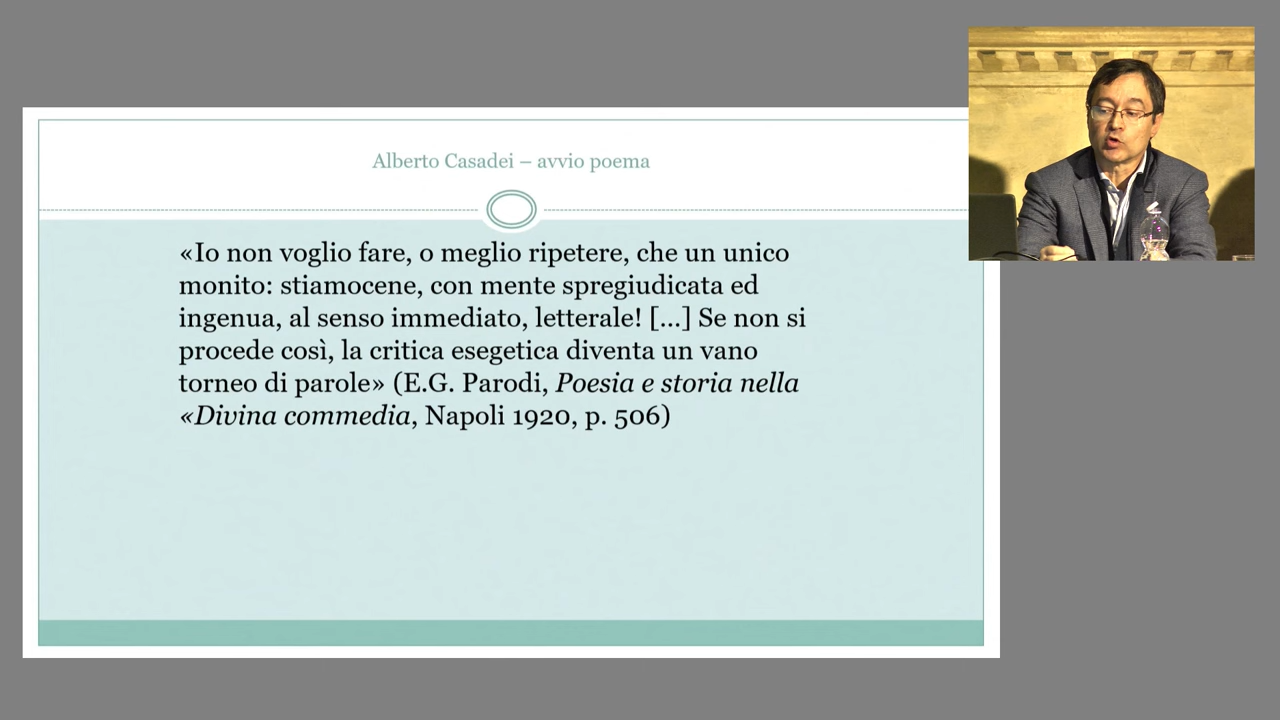 Alberto Casadei – avvio poema
«Io non voglio fare, o meglio ripetere, che un unico
monito: stiamocene, con mente spregiudicata ed
ingenua, al senso immediato, letterale! [...] Se non si
procede così, la critica esegetica diventa un vano
torneo di parole» (E.G. Parodi, Poesia e storia nella
«Divina commedia, Napoli 1920, p. 506)